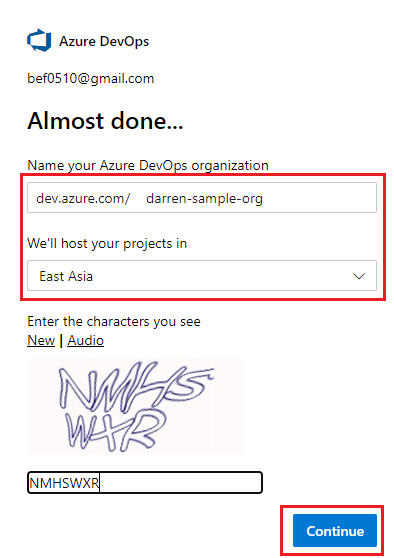 Azure DevOps
bef0510@gmail.com
Almost done...
Name your Azure DevOps organization
dev.azure.com/ darren-sample-org
We'll host your projects in
East Asia
Enter the characters you see
New | Audio
NMHS
WXR
NMHSWXR
Continue